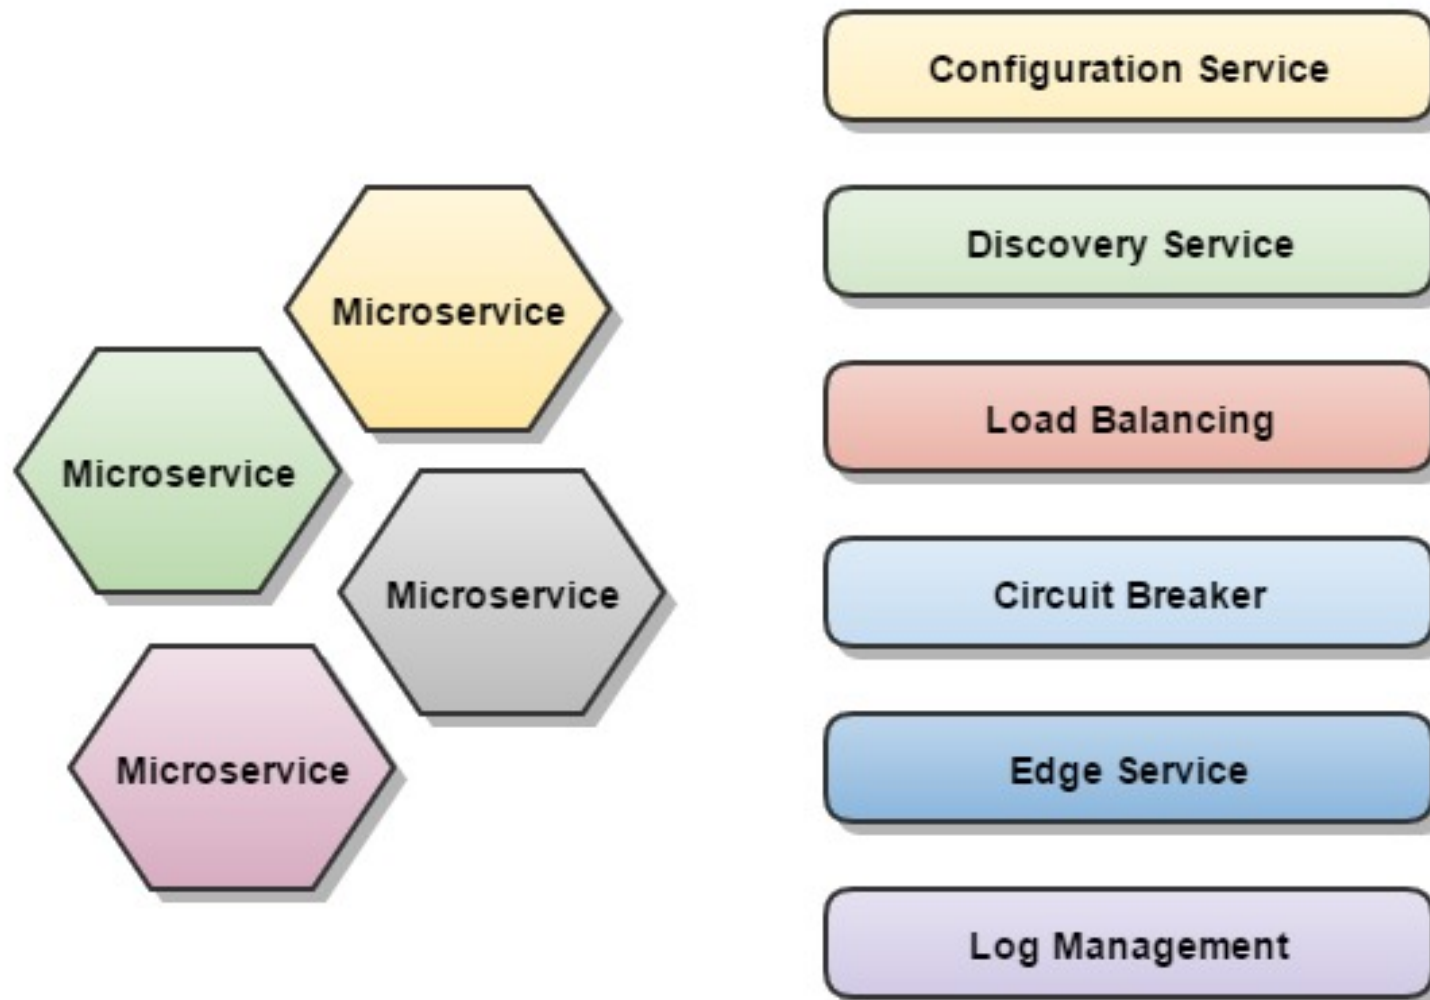 Configuration Service
Discovery Service
Microservice
Load Balancing
Microservice
Circuit Breaker
Microservice
Edge Service
Microservice
Log Management